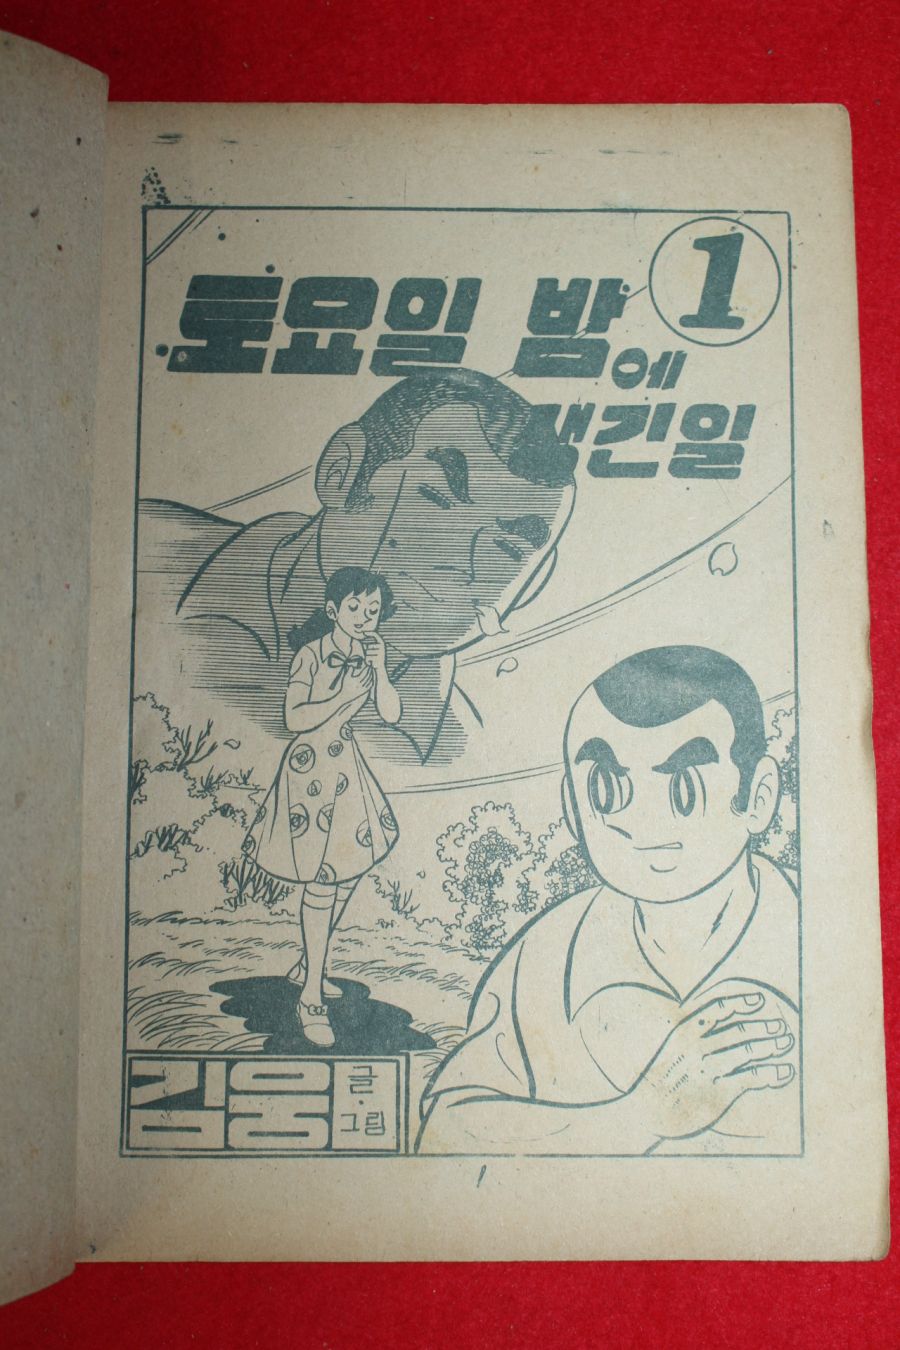 1
토요일 밤에
생긴일
김웅 글·그림
1